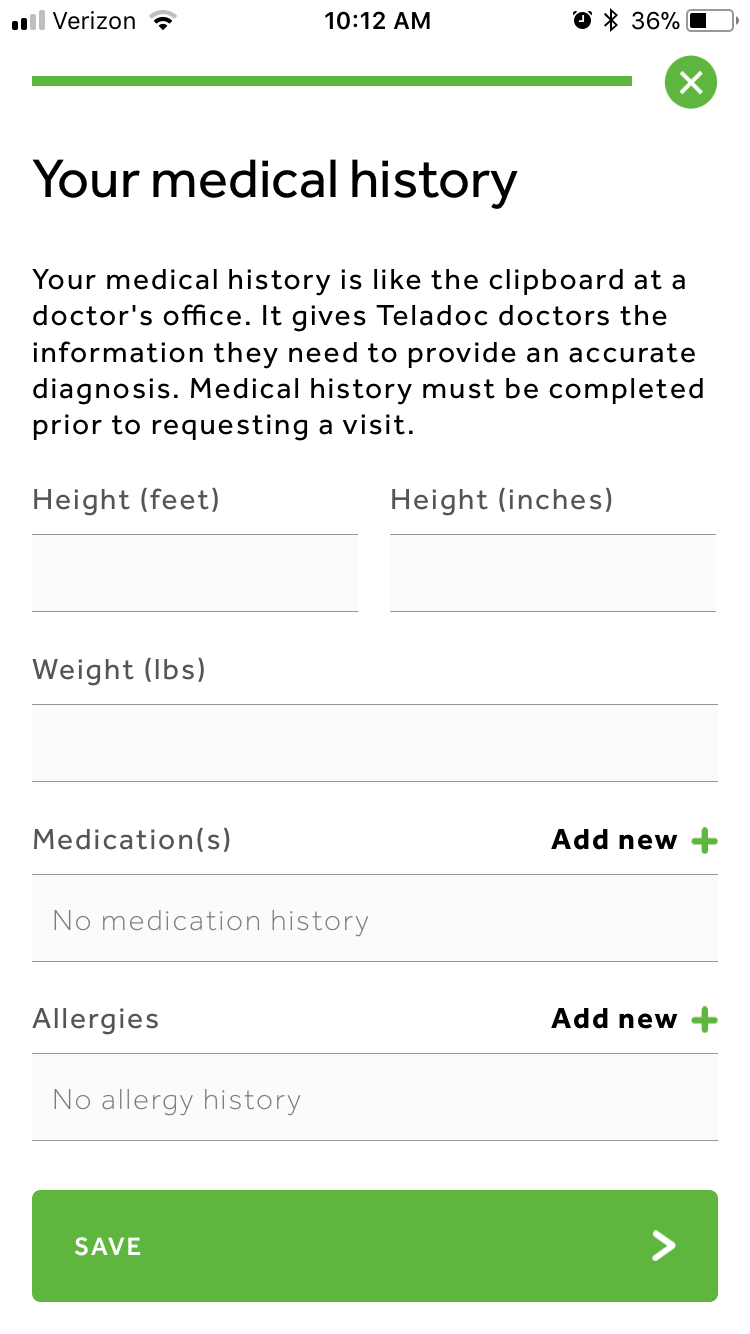 Verizon 10:12 AM 36%
Your medical history
Your medical history is like the clipboard at a
doctor's office. It gives Teladoc doctors the
information they need to provide an accurate
diagnosis. Medical history must be completed
prior to requesting a visit.
Height (feet) Height (inches)
Weight (lbs)
Medication(s) Add new +
No medication history
Allergies Add new +
No allergy history
SAVE